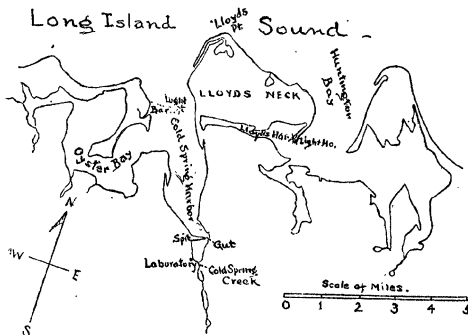 Long Island Sound
Lloyds
Pt
Huntington
Bay
LLOYDS NECK
Light
Bar
Cold Spring Harbor
Lloyds Har. Light Ho.
Oyster Bay
N
W
E
S
Spit
Gut
Laboratory
Cold Spring
Creek
Scale of Miles.
0 1 2 3 4 5